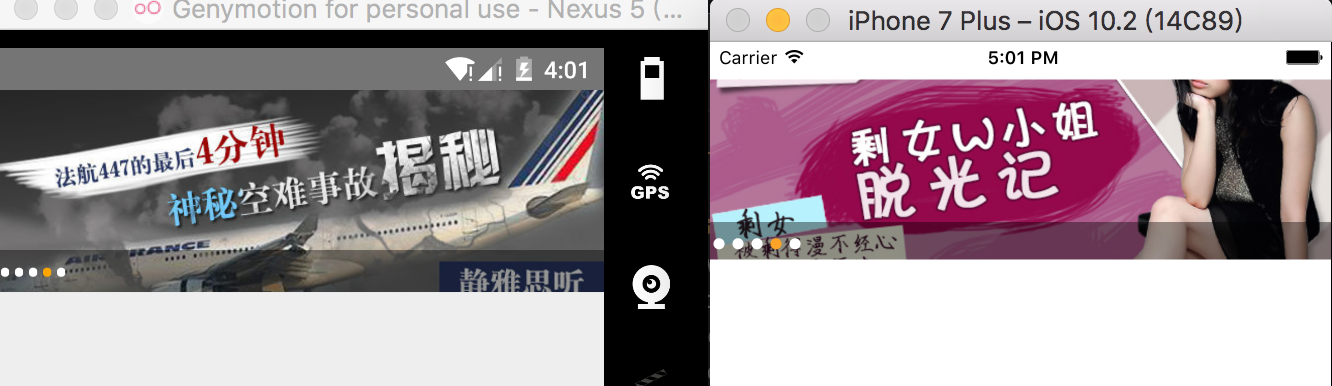 Genymotion for personal use - Nexus 5 (...
4:01
法航447的最后4分钟
神秘空难事故揭秘
AIR FRANCE
静雅思听
GPS
iPhone 7 Plus – iOS 10.2 (14C89)
Carrier
5:01 PM
剩女W小姐
脱光记
剩女
被剩得漫不经心